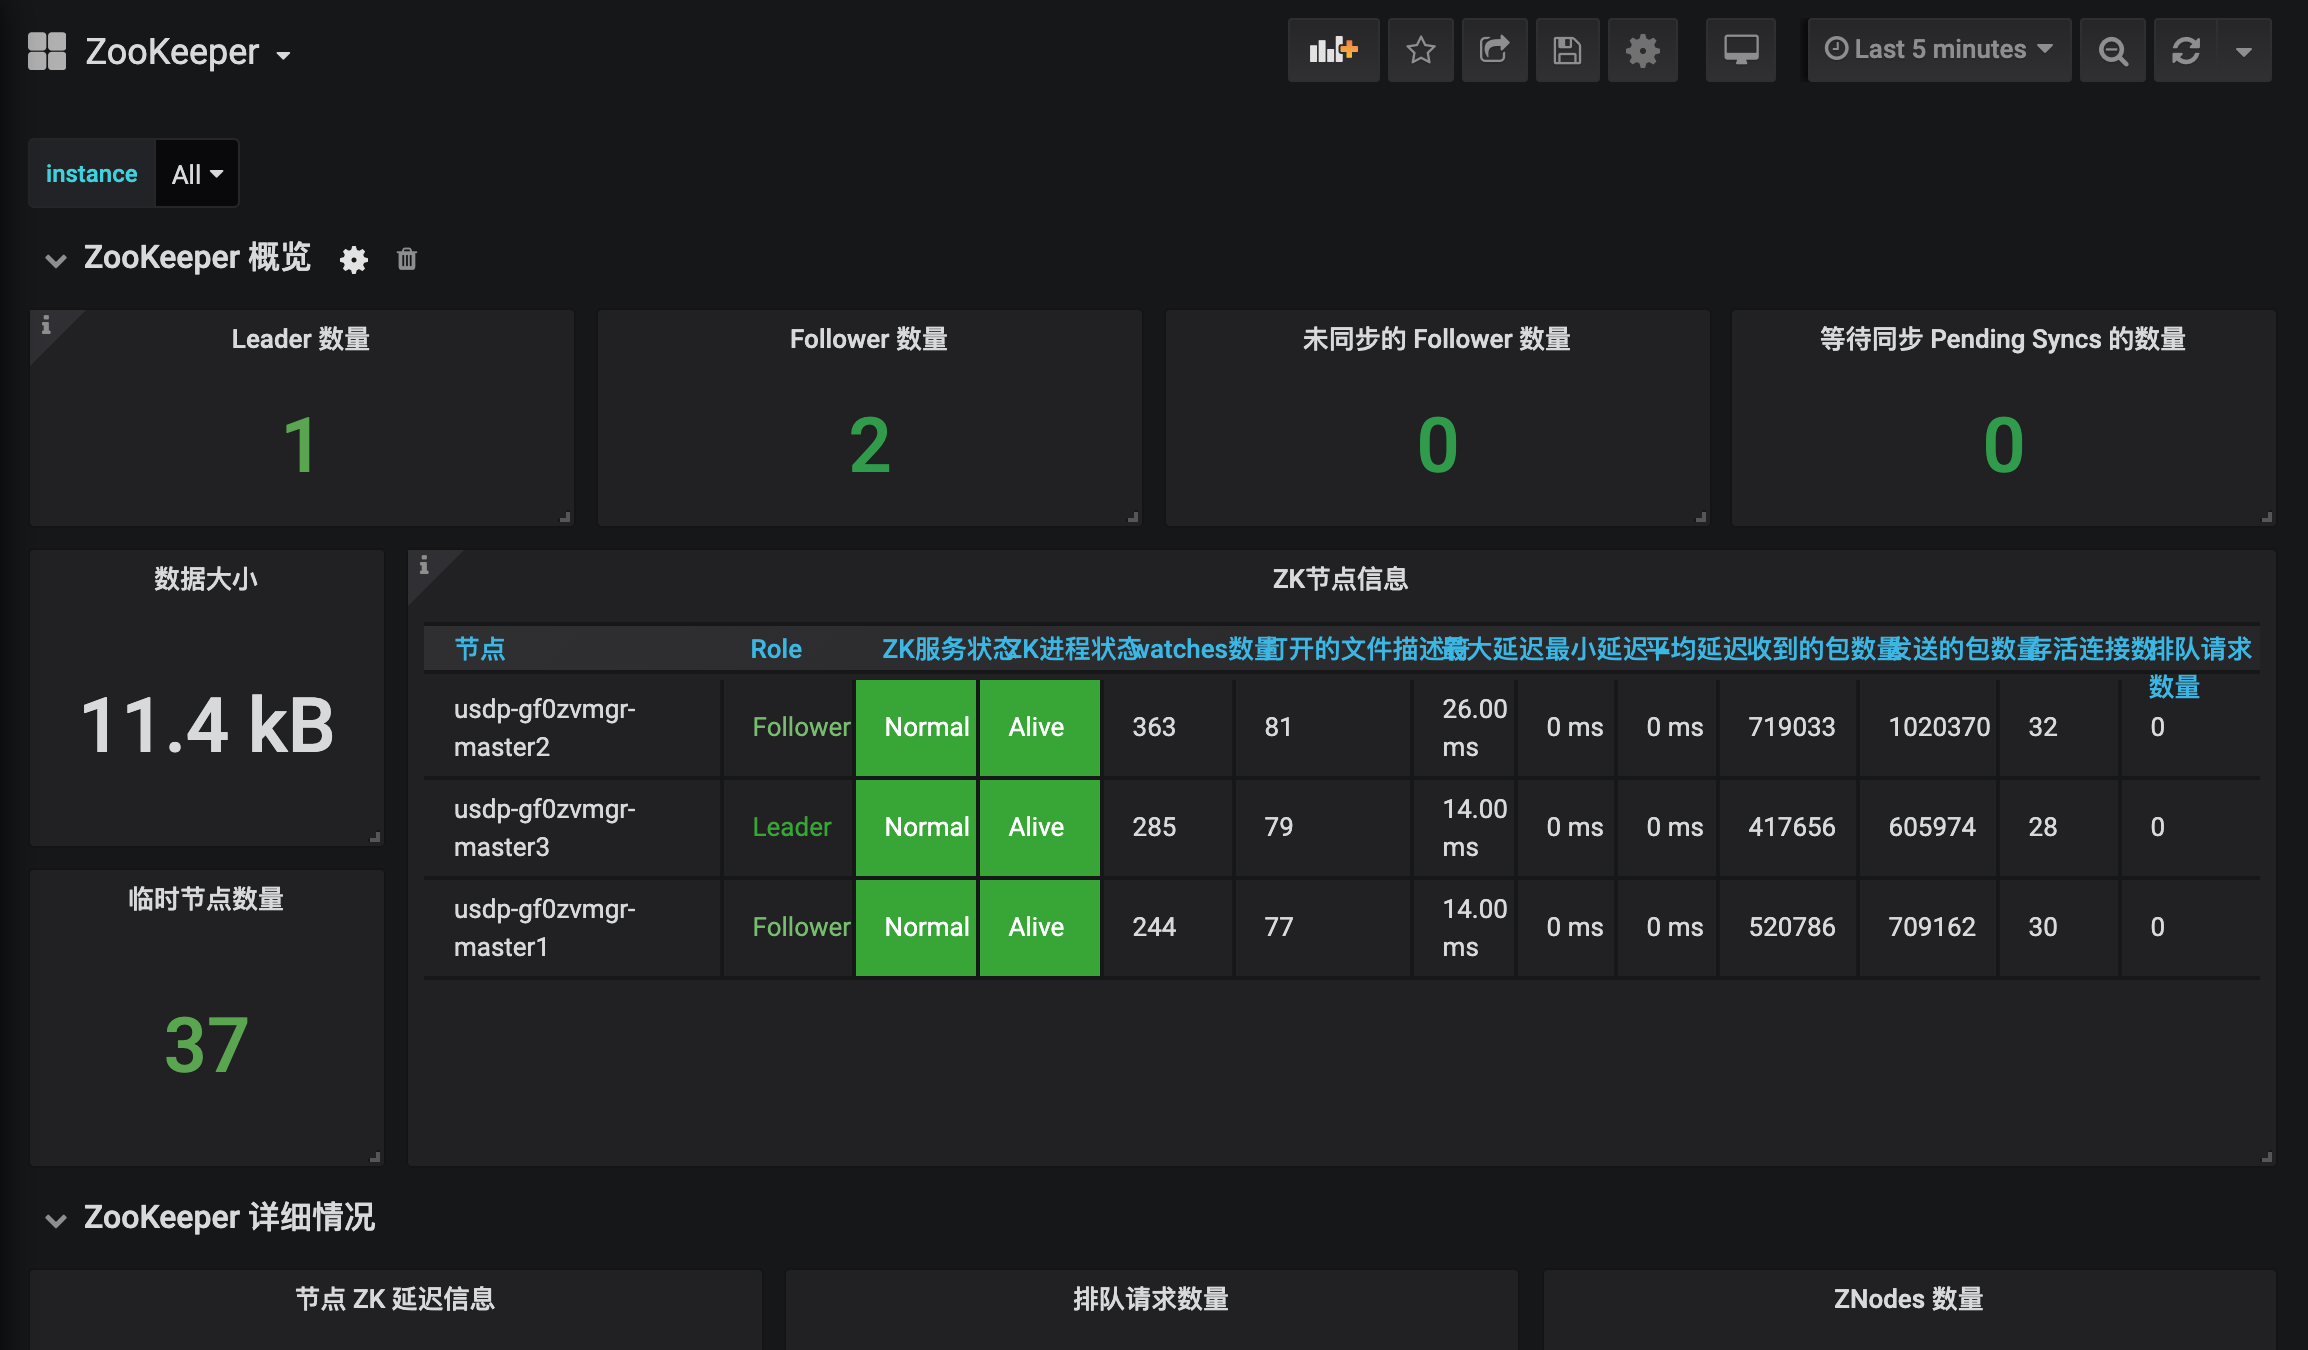 ZooKeeper
Last 5 minutes
instance All
ZooKeeper 概览
Leader 数量
1
Follower 数量
2
未同步的 Follower 数量
0
等待同步 Pending Syncs 的数量
0
数据大小
11.4 kB
临时节点数量
37
ZK节点信息
节点 Role ZK服务状态 ZK进程状态 watches数量 打开的文件描述符 最大延迟 最小延迟 平均延迟 收到的包数量 发送的包数量 存活连接数 排队请求
数量
usdp-gf0zvmgr-
master2
Follower Normal Alive 363 81 26.00
ms
0 ms 0 ms 719033 1020370 32 0
usdp-gf0zvmgr-
master3
Leader Normal Alive 285 79 14.00
ms
0 ms 0 ms 417656 605974 28 0
usdp-gf0zvmgr-
master1
Follower Normal Alive 244 77 14.00
ms
0 ms 0 ms 520786 709162 30 0
ZooKeeper 详细情况
节点 ZK 延迟信息
排队请求数量
ZNodes 数量